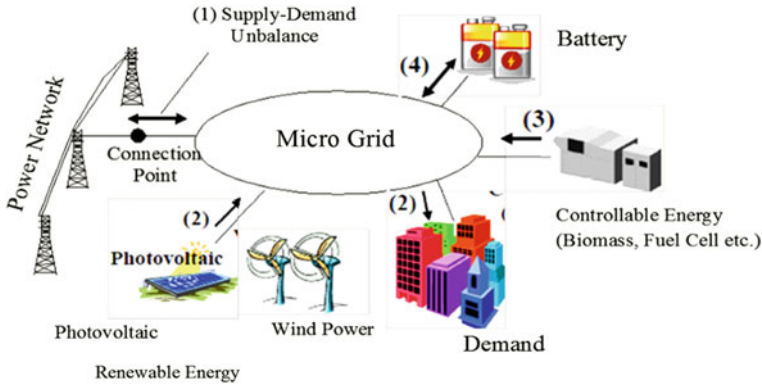 (1) Supply-Demand
Unbalance
Battery
(4)
Power Network
Micro Grid
(3)
Connection
Point
(2)
(2)
Controllable Energy
(Biomass, Fuel Cell etc.)
Photovoltaic
Photovoltaic
Wind Power
Demand
Renewable Energy